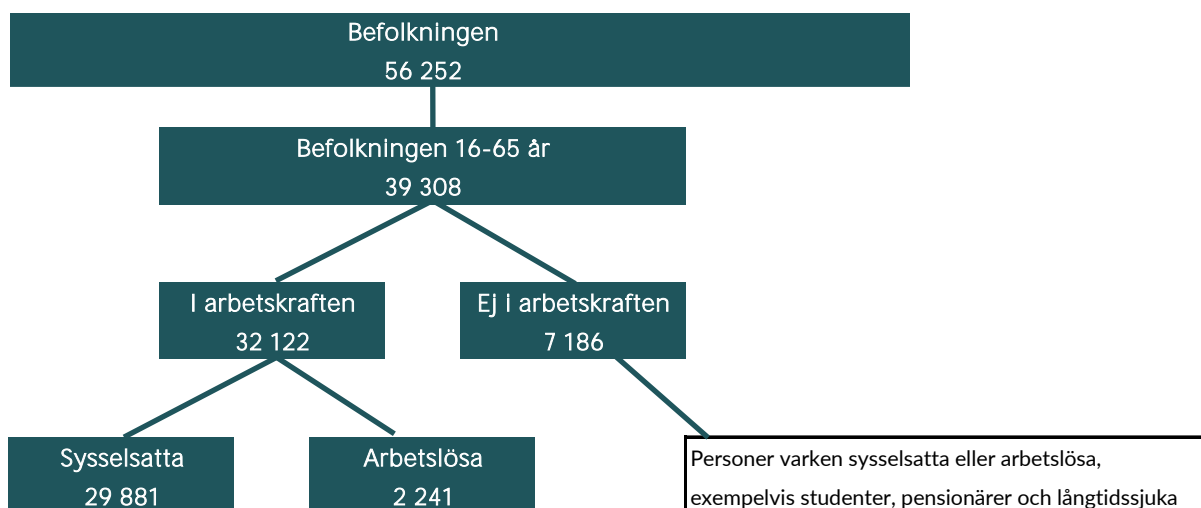 Befolkningen
56 252
Befolkningen 16-65 år
39 308
I arbetskraften
32 122
Ej i arbetskraften
7 186
Sysselsatta
29 881
Arbetslösa
2 241
Personer varken sysselsatta eller arbetslösa,
exempelvis studenter, pensionärer och långtidssjuka